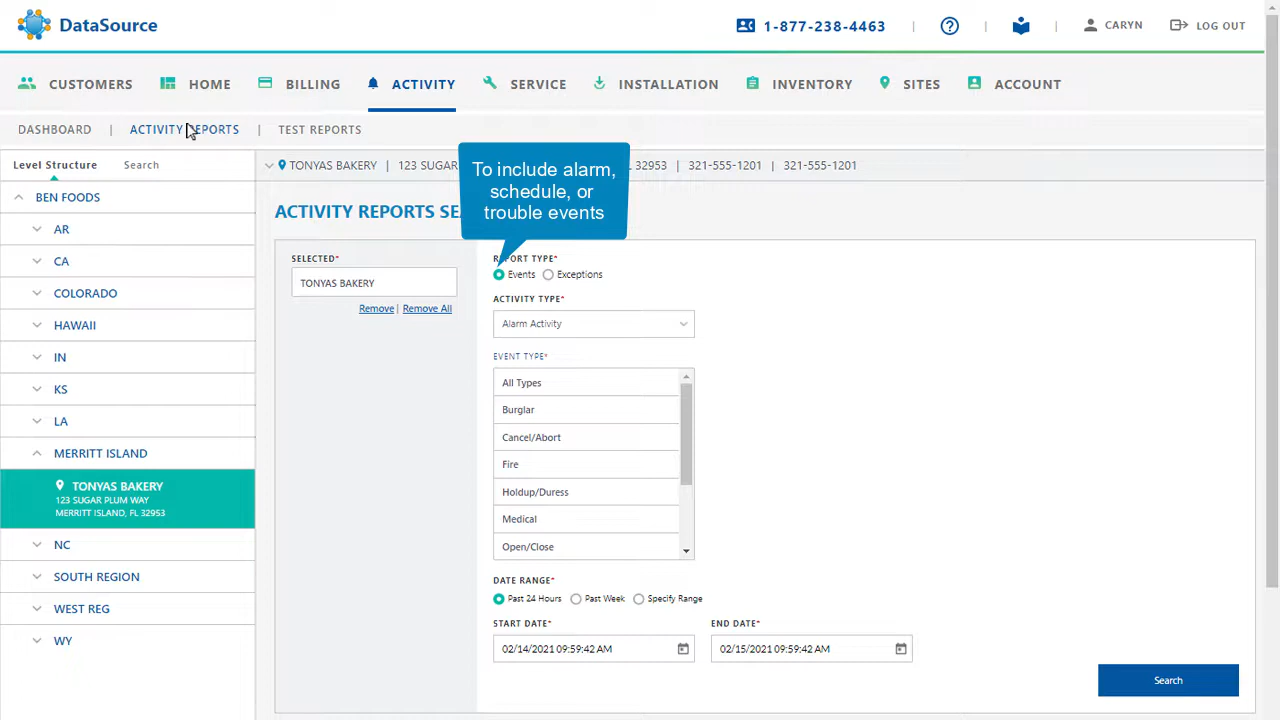 DataSource
1-877-238-4463 | | | CARYN LOG OUT
CUSTOMERS HOME BILLING ACTIVITY SERVICE INSTALLATION INVENTORY SITES ACCOUNT
DASHBOARD | ACTIVITY REPORTS | TEST REPORTS
Level Structure Search
BEN FOODS
AR
CA
COLORADO
HAWAII
IN
KS
LA
MERRITT ISLAND
TONYAS BAKERY
123 SUGAR PLUM WAY
MERRITT ISLAND, FL 32953
NC
SOUTH REGION
WEST REG
WY
TONYAS BAKERY | 123 SUGAR L 32953 | 321-555-1201 | 321-555-1201
To include alarm,
schedule, or
trouble events
ACTIVITY REPORTS SE
SELECTED*
TONYAS BAKERY
Remove | Remove All
REPORT TYPE*
Events Exceptions
ACTIVITY TYPE*
Alarm Activity
EVENT TYPE*
All Types
Burglar
Cancel/Abort
Fire
Holdup/Duress
Medical
Open/Close
DATE RANGE*
Past 24 Hours Past Week Specify Range
START DATE* END DATE*
02/14/2021 09:59:42 AM 02/15/2021 09:59:42 AM
Search